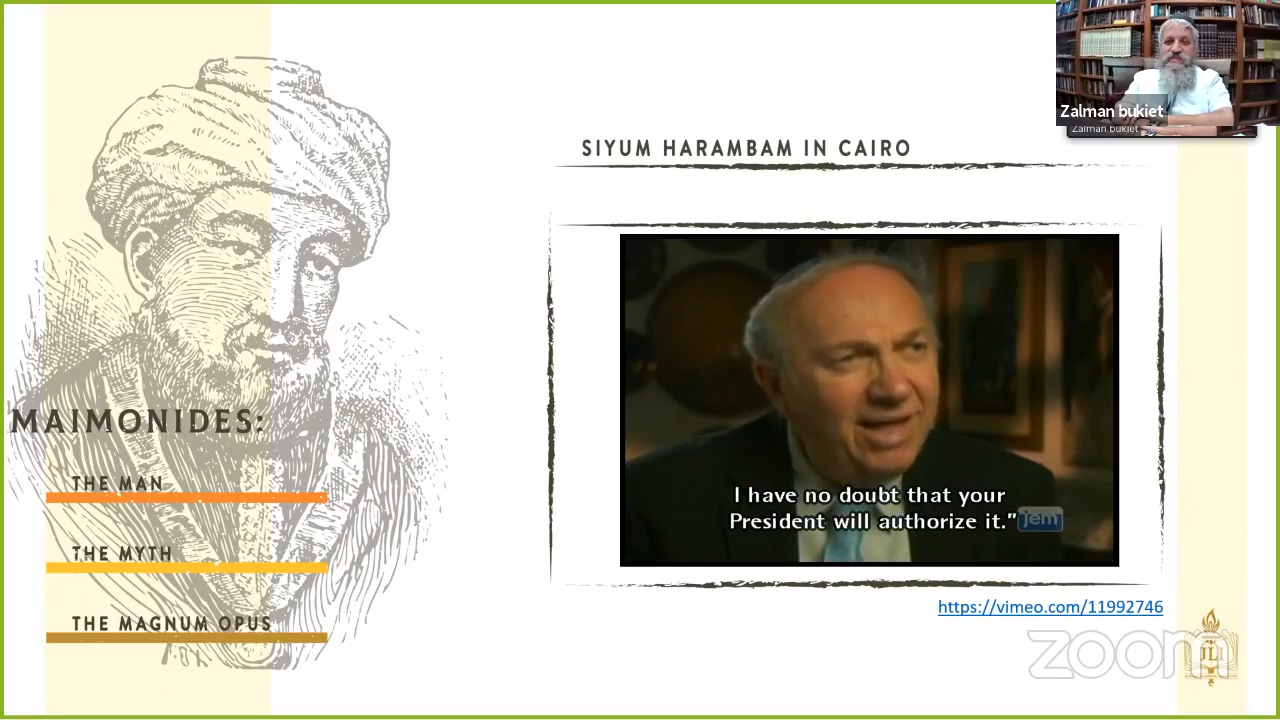 Zalman bukiet
Zalman bukiet
SIYUM HARAMBAM IN CAIRO
MAIMONIDES:
THE MAN
THE MYTH
THE MAGNUM OPUS
I have no doubt that your
President will authorize it.”
jem
https://vimeo.com/11992746
zoom
JLI